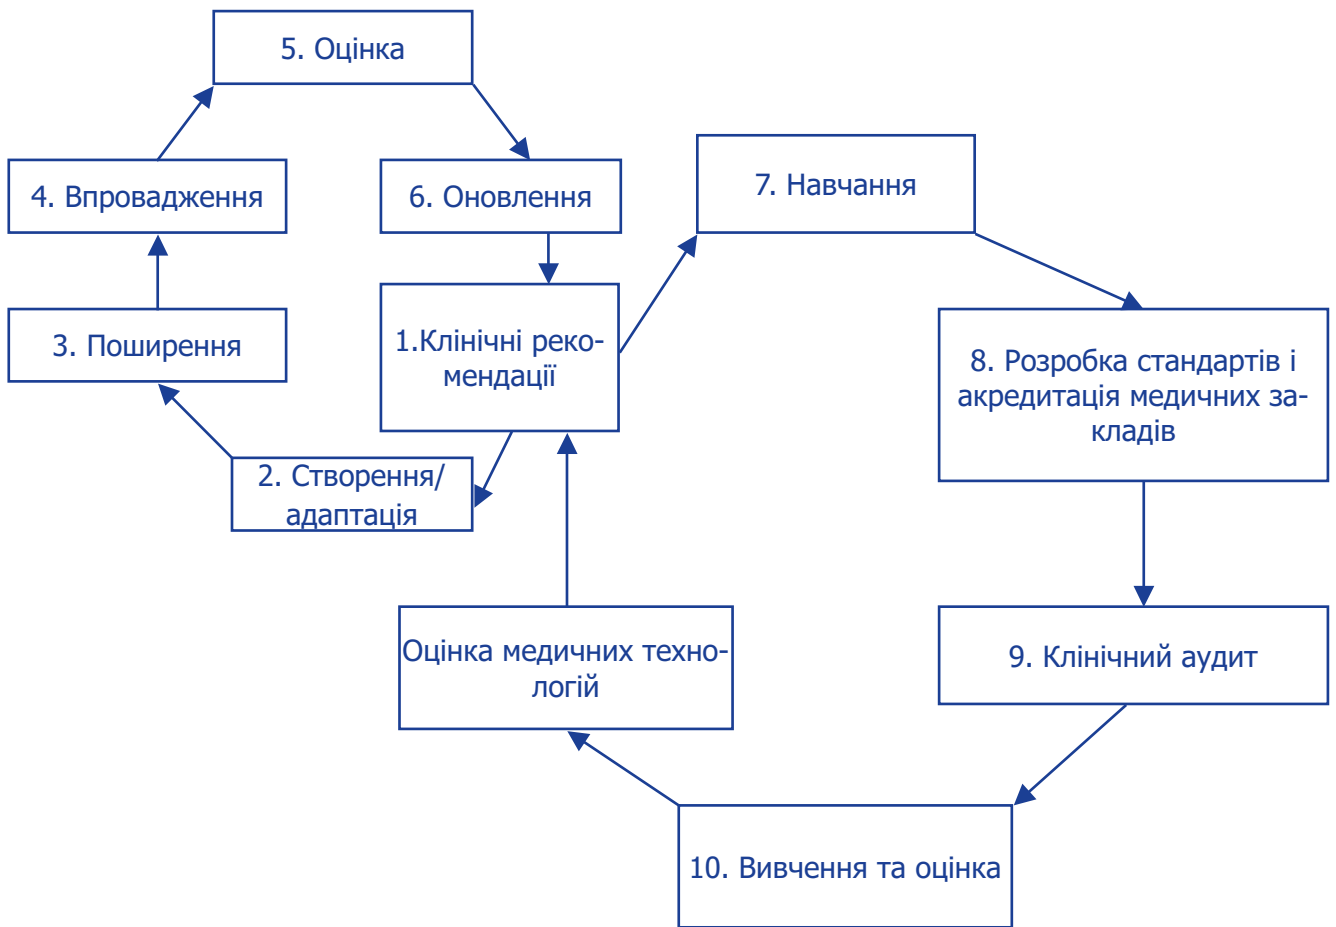 5. Оцінка
4. Впровадження
6. Оновлення
7. Навчання
3. Поширення
1.Клінічні реко-
мендації
8. Розробка стандартів і
акредитація медичних за-
кладів
2. Створення/
адаптація
Оцінка медичних техно-
логій
9. Клінічний аудит
10. Вивчення та оцінка